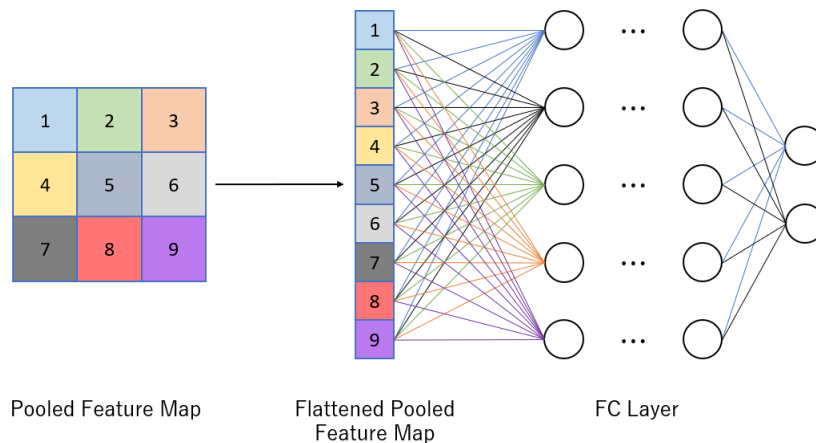 1 2 3
4 5 6
7 8 9
1
2
3
4
5
6
7
8
9
... ...
... ...
... ...
... ...
... ...
Pooled Feature Map
Flattened Pooled
Feature Map
FC Layer